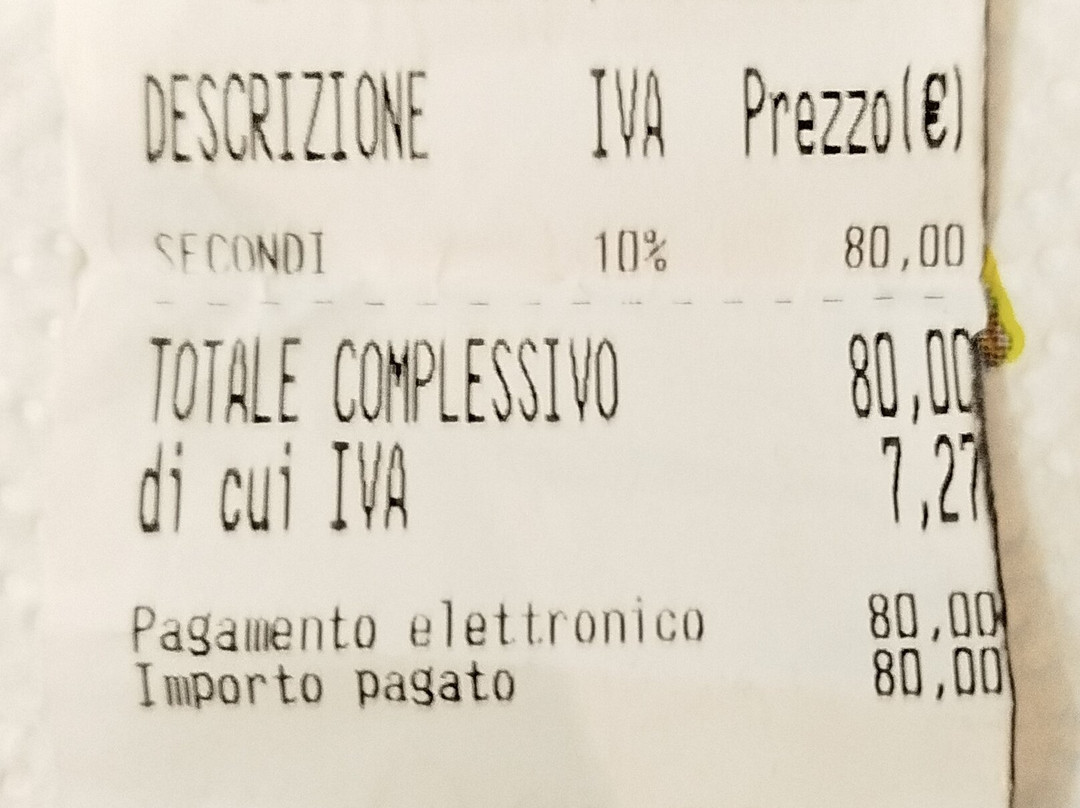 DESCRIZIONE IVA Prezzo(€)
SECONDI 10% 80,00
TOTALE COMPLESSIVO 80,00
di cui IVA 7,27
Pagamento elettronico 80,00
Importo pagato 80,00